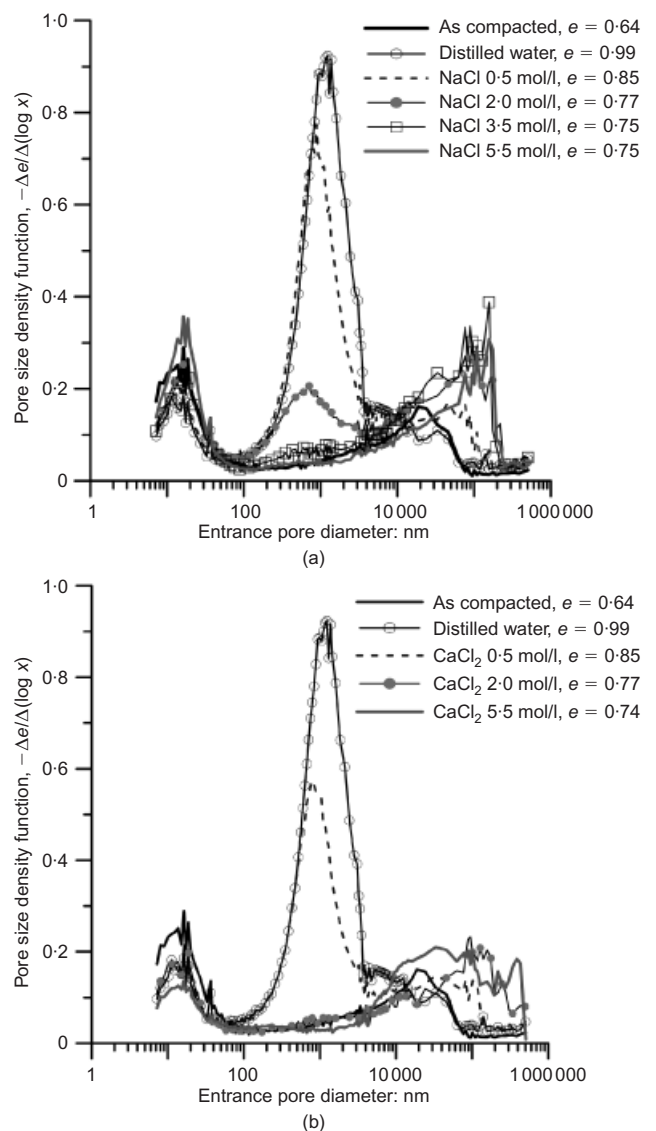 As compacted, e = 0·64
Distilled water, e = 0·99
NaCl 0·5 mol/l, e = 0·85
NaCl 2·0 mol/l, e = 0·77
NaCl 3·5 mol/l, e = 0·75
NaCl 5·5 mol/l, e = 0·75
Pore size density function, −Δe/Δ(log x)
1·0
0·8
0·6
0·4
0·2
0
1 100 10 000 1 000 000
Entrance pore diameter: nm
(a)
As compacted, e = 0·64
Distilled water, e = 0·99
CaCl₂ 0·5 mol/l, e = 0·85
CaCl₂ 2·0 mol/l, e = 0·77
CaCl₂ 5·5 mol/l, e = 0·74
Pore size density function, −Δe/Δ(log x)
1·0
0·8
0·6
0·4
0·2
0
1 100 10 000 1 000 000
Entrance pore diameter: nm
(b)